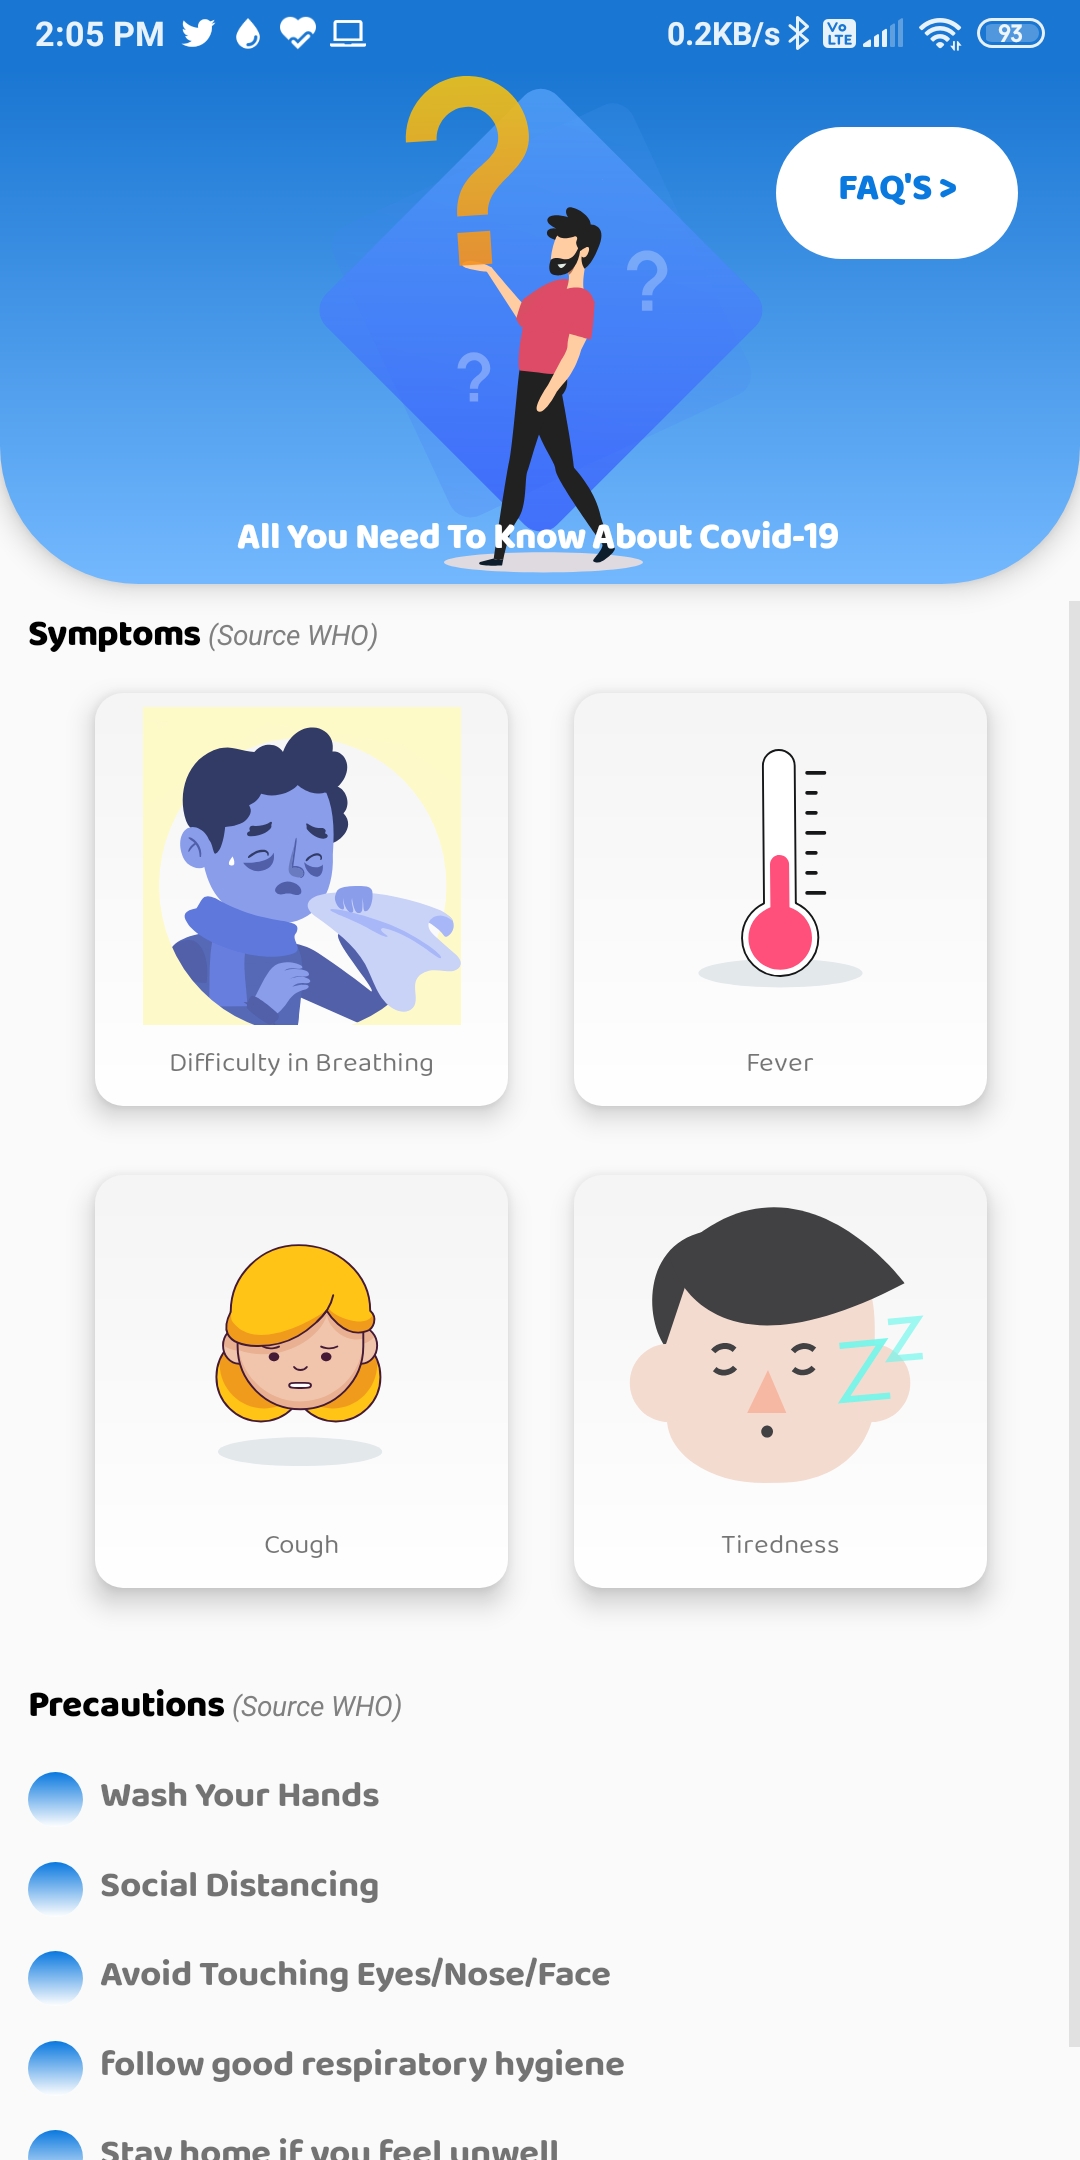 2:05 PM 0.2KB/s Vo LTE 93
?
FAQ'S >
?
?
All You Need To Know About Covid-19
Symptoms (Source WHO)
Difficulty in Breathing Fever
Z Z
Cough Tiredness
Precautions (Source WHO)
Wash Your Hands
Social Distancing
Avoid Touching Eyes/Nose/Face
follow good respiratory hygiene
Stay home if you feel unwell